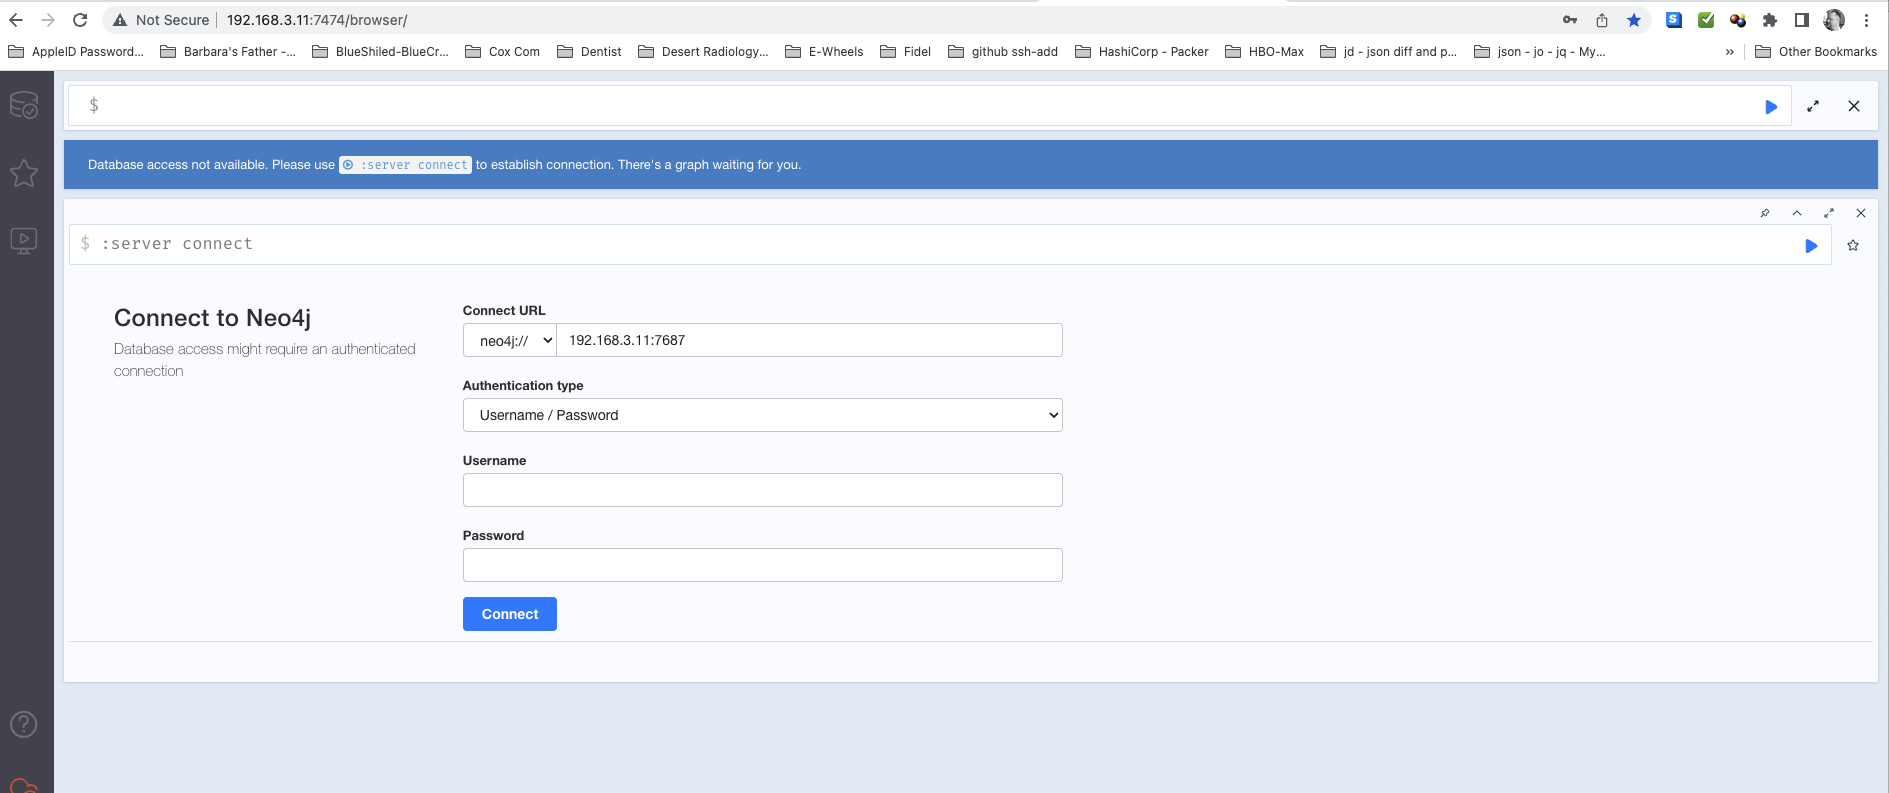 Not Secure | 192.168.3.11:7474/browser/
AppleID Password... Barbara's Father -... BlueShiled-BlueCr... Cox Com Dentist Desert Radiology... E-Wheels Fidel github ssh-add HashiCorp - Packer HBO-Max jd - json diff and p... json - jo - jq - My... » Other Bookmarks
$
Database access not available. Please use :server connect to establish connection. There's a graph waiting for you.
$ :server connect
Connect to Neo4j
Database access might require an authenticated
connection
Connect URL
neo4j:// 192.168.3.11:7687
Authentication type
Username / Password
Username
Password
Connect